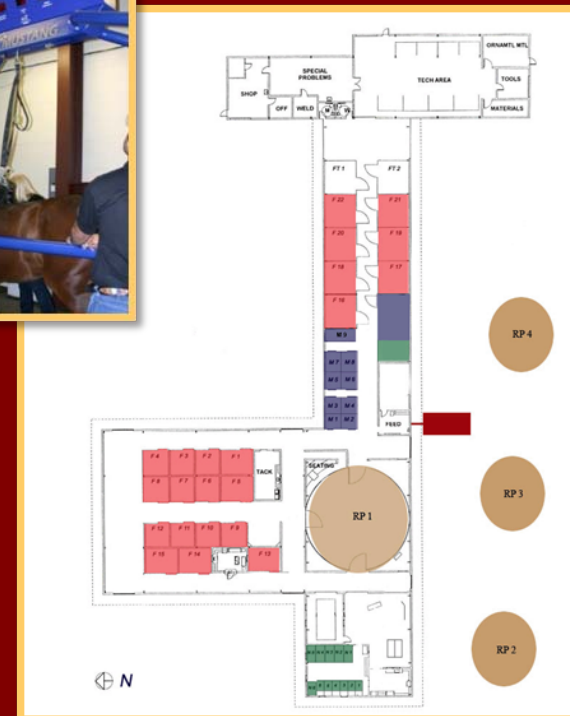 MUSTANG
ORNAMTL MTL
SPECIAL
PROBLEMS
TECH AREA
TOOLS
SHOP
OFF
WELD
MATERIALS
FT 1
FT 2
F 22
F 21
F 20
F 19
F 18
F 17
F 16
M 9
M 7
M 8
M 5
M 6
M 3
M 4
M 1
M 2
FEED
RP 4
F 4
F 3
F 2
F 1
TACK
SEATING
F 8
F 7
F 6
F 5
RP 1
RP 3
F 12
F 11
F 10
F 9
F 15
F 14
F 13
RP 2
N